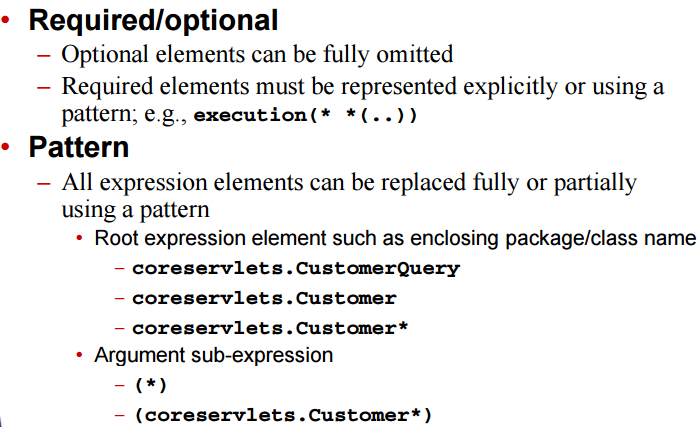 • Required/optional
– Optional elements can be fully omitted
– Required elements must be represented explicitly or using a
pattern; e.g., execution(* *(..))
• Pattern
– All expression elements can be replaced fully or partially
using a pattern
• Root expression element such as enclosing package/class name
– coreservlets.CustomerQuery
– coreservlets.Customer
– coreservlets.Customer*
• Argument sub-expression
– (*)
– (coreservlets.Customer*)